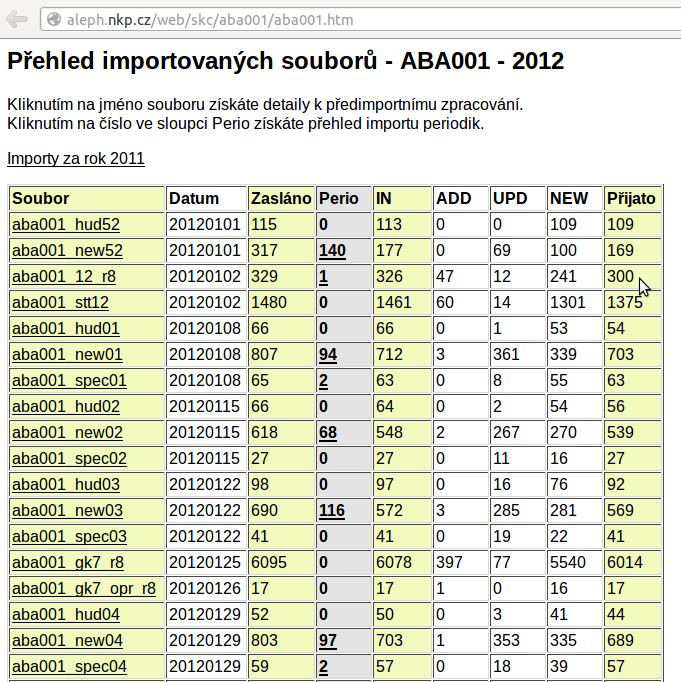 aleph.nkp.cz/web/skc/aba001/aba001.htm
Přehled importovaných souborů - ABA001 - 2012
Kliknutím na jméno souboru získáte detaily k předimportnímu zpracování.
Kliknutím na číslo ve sloupci Perio získáte přehled importu periodik.
Importy za rok 2011
Soubor Datum Zasláno Perio IN ADD UPD NEW Přijato
aba001_hud52 20120101 115 0 113 0 0 109 109
aba001_new52 20120101 317 140 177 0 69 100 169
aba001_12_r8 20120102 329 1 326 47 12 241 300
aba001_stt12 20120102 1480 0 1461 60 14 1301 1375
aba001_hud01 20120108 66 0 66 0 1 53 54
aba001_new01 20120108 807 94 712 3 361 339 703
aba001_spec01 20120108 65 2 63 0 8 55 63
aba001_hud02 20120115 66 0 64 0 2 54 56
aba001_new02 20120115 618 68 548 2 267 270 539
aba001_spec02 20120115 27 0 27 0 11 16 27
aba001_hud03 20120122 98 0 97 0 16 76 92
aba001_new03 20120122 690 116 572 3 285 281 569
aba001_spec03 20120122 41 0 41 0 19 22 41
aba001_gk7_r8 20120125 6095 0 6078 397 77 5540 6014
aba001_gk7_opr_r8 20120126 17 0 17 1 0 16 17
aba001_hud04 20120129 52 0 50 0 3 41 44
aba001_new04 20120129 803 97 703 1 353 335 689
aba001_spec04 20120129 59 2 57 0 18 39 57